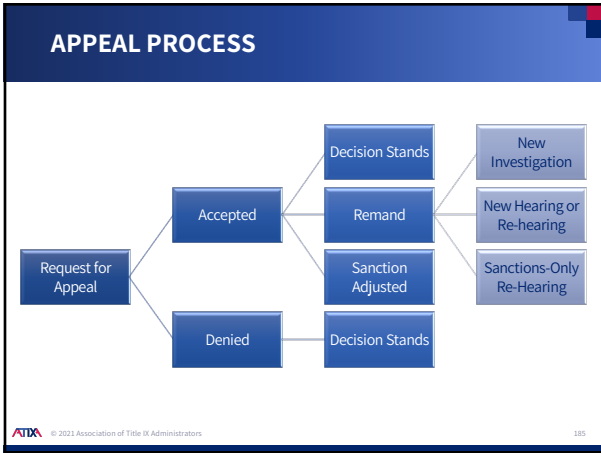 APPEAL PROCESS
Request for
Appeal
Accepted
Denied
Decision Stands
Remand
Sanction
Adjusted
Decision Stands
New
Investigation
New Hearing or
Re-hearing
Sanctions-Only
Re-Hearing
ATIXA © 2021 Association of Title IX Administrators
185